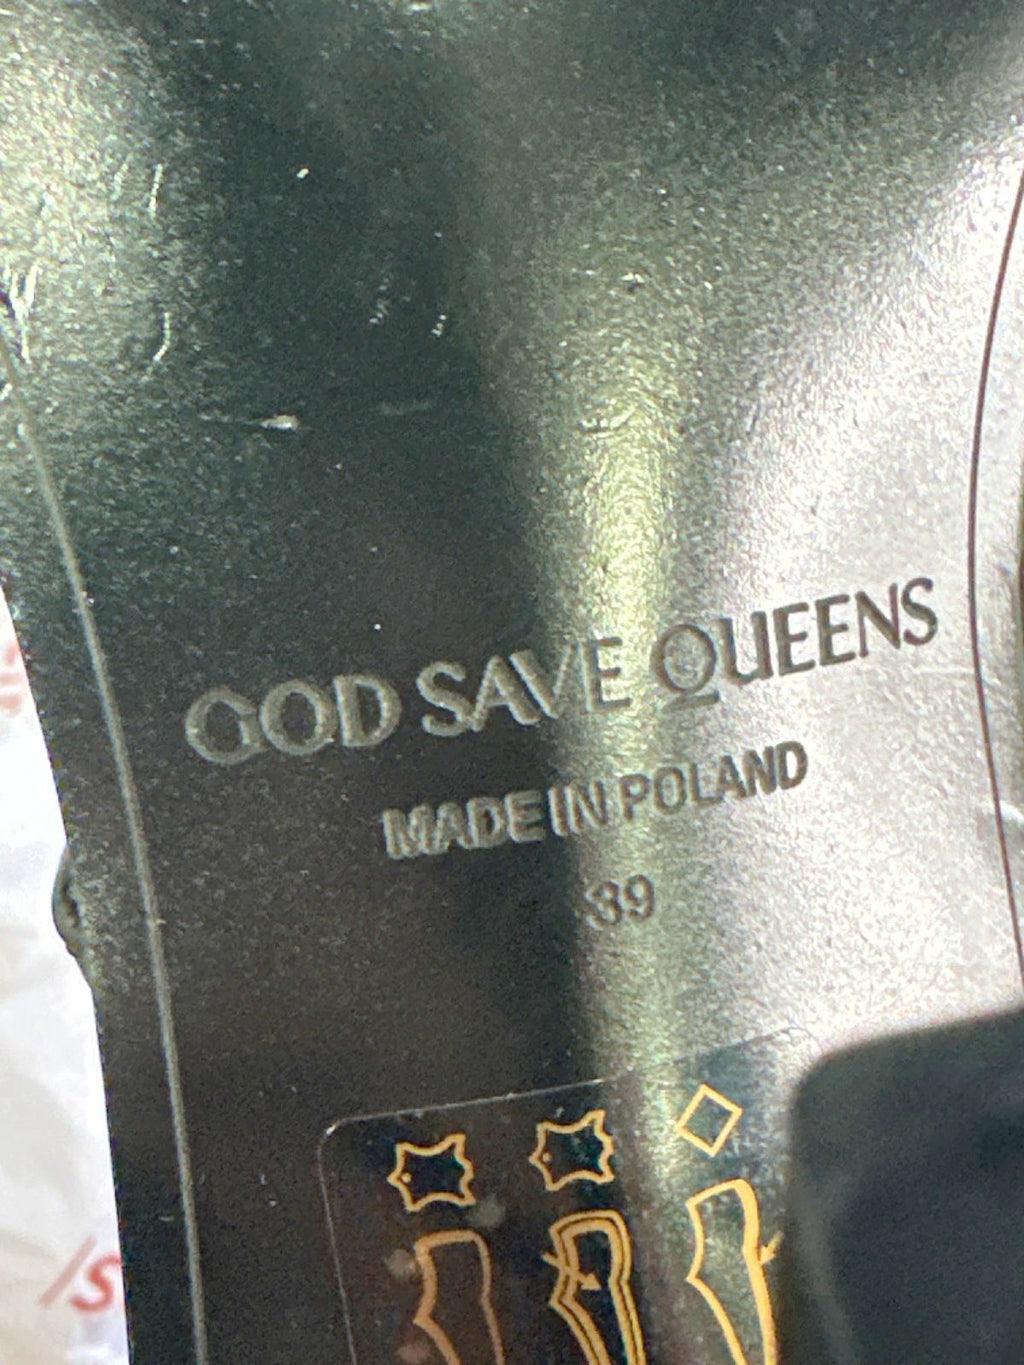 GOD SAVE QUEENS
MADE IN POLAND
39